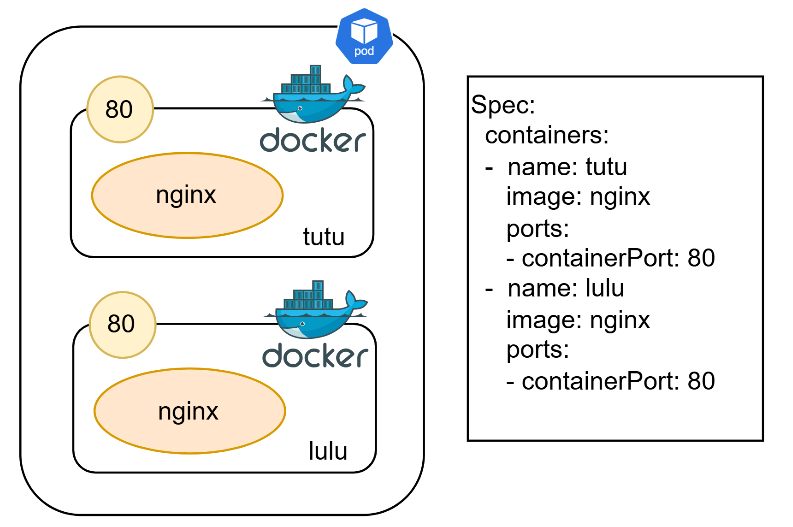 pod
80
docker
nginx
tutu
80
docker
nginx
lulu
Spec:
containers:
- name: tutu
image: nginx
ports:
- containerPort: 80
- name: lulu
image: nginx
ports:
- containerPort: 80